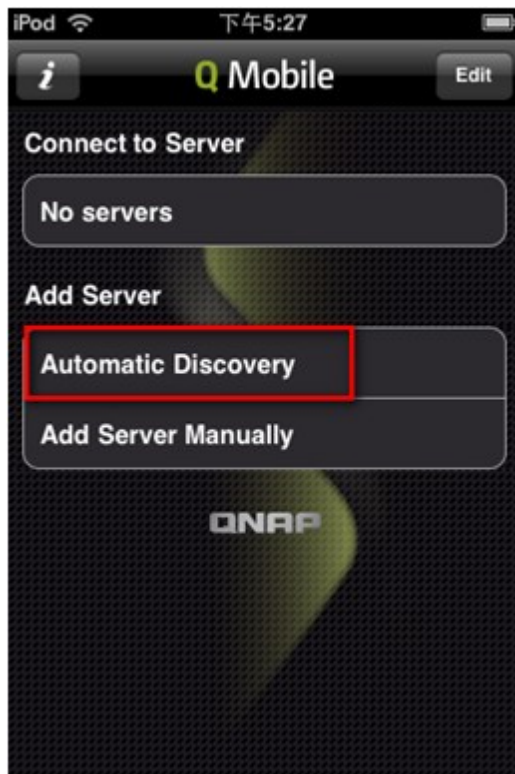 iPod 下午5:27
i Q Mobile Edit
Connect to Server
No servers
Add Server
Automatic Discovery
Add Server Manually
QNAP